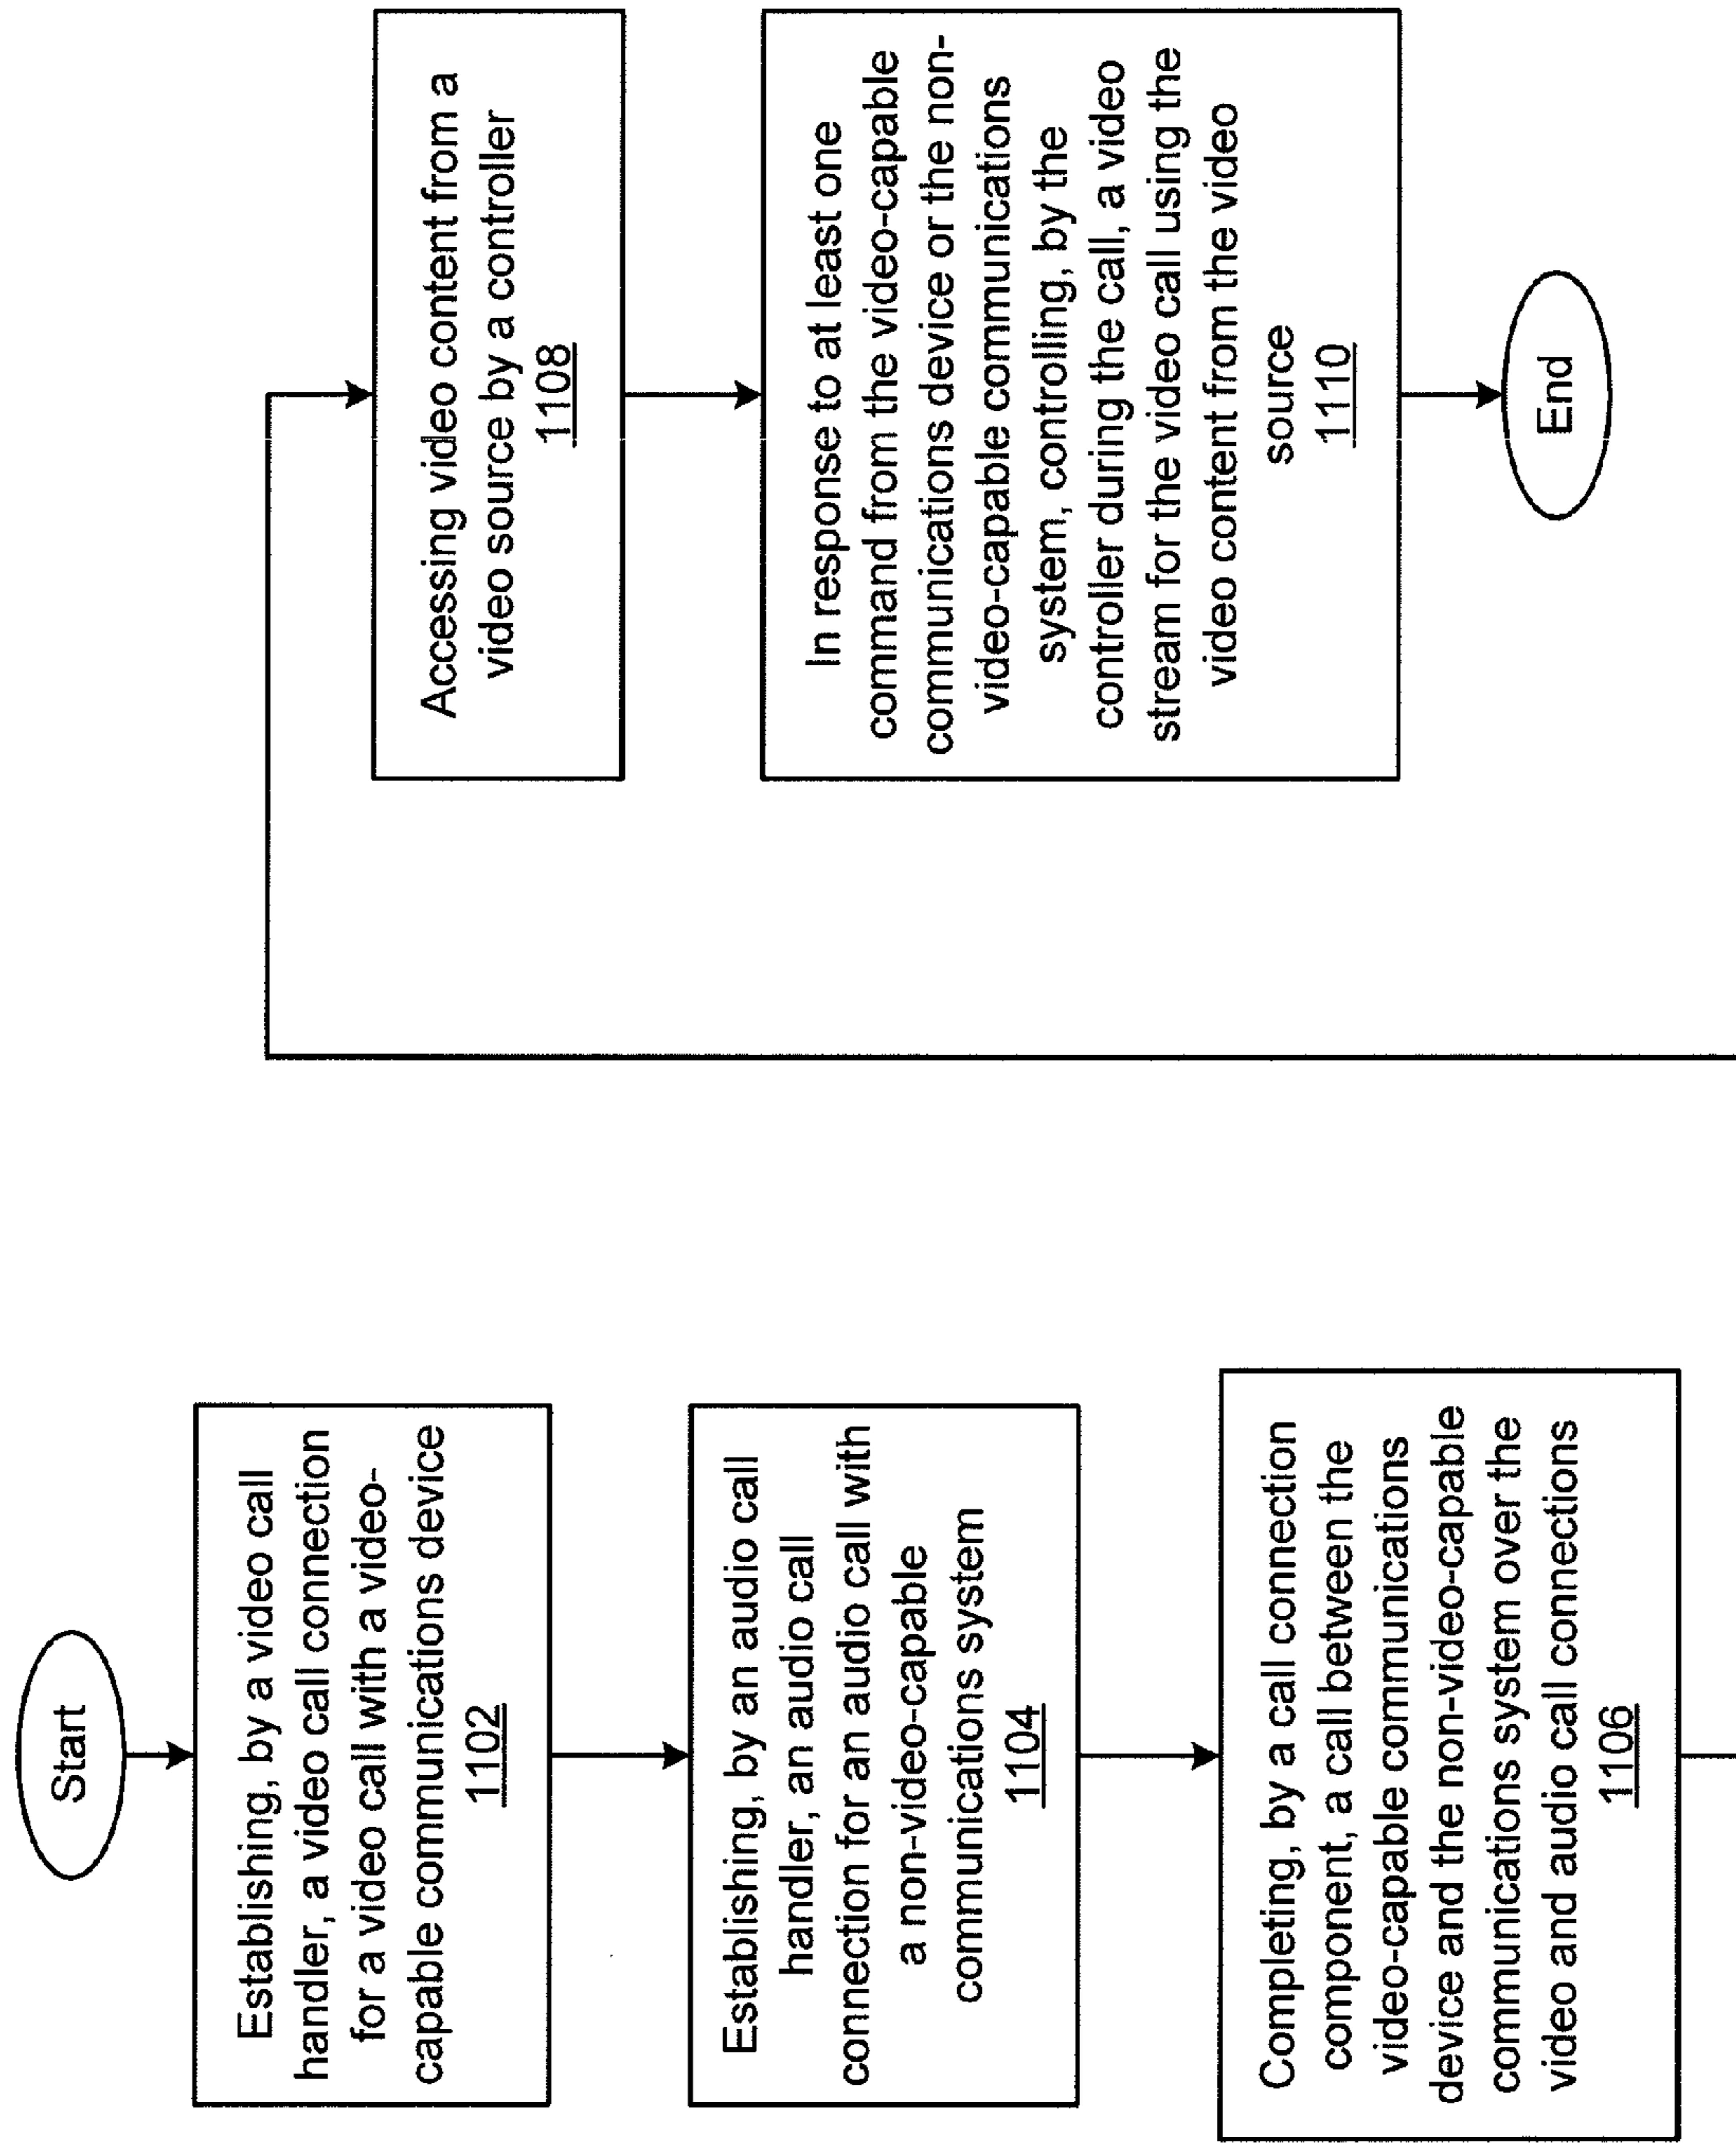 Start
Establishing, by a video call
hander, a video call connection
for a video call with a video-
capable communications device
1102
Establishing, by an audio call
handler, an audio call
connection for an audio call with
a non-video-capable
communications system
1104
Completing, by a call connection
component, a call between the
video-capable communications
device and the non-video-capable
communications system over the
video and audio call connections
1106
Accessing video content from a
video source by a controller
1108
In response to at least one
command from the video-capable
communications device or the non-
video-capable communications
system, controlling, by the
controller during the call, a video
stream for the video call using the
video content from the video
source
1110
End